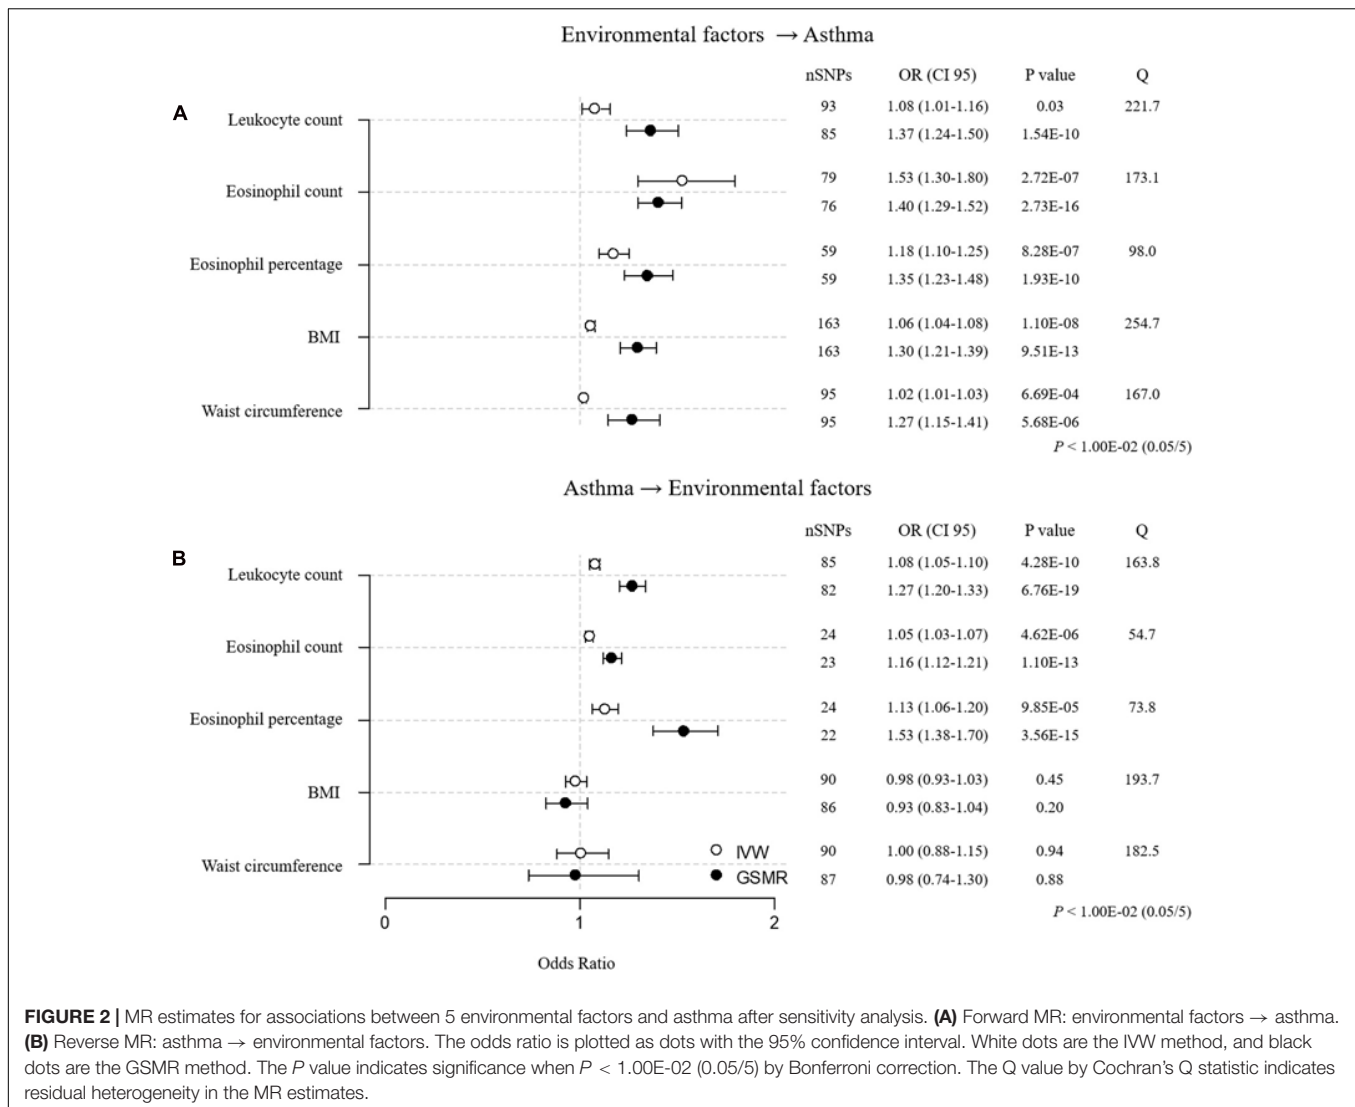 Environmental factors → Asthma
nSNPs OR (CI 95) P value Q
A
Leukocyte count
93 1.08 (1.01-1.16) 0.03 221.7
85 1.37 (1.24-1.50) 1.54E-10
Eosinophil count
79 1.53 (1.30-1.80) 2.72E-07 173.1
76 1.40 (1.29-1.52) 2.73E-16
Eosinophil percentage
59 1.18 (1.10-1.25) 8.28E-07 98.0
59 1.35 (1.23-1.48) 1.93E-10
BMI
163 1.06 (1.04-1.08) 1.10E-08 254.7
163 1.30 (1.21-1.39) 9.51E-13
Waist circumference
95 1.02 (1.01-1.03) 6.69E-04 167.0
95 1.27 (1.15-1.41) 5.68E-06
P < 1.00E-02 (0.05/5)
Asthma → Environmental factors
nSNPs OR (CI 95) P value Q
B
Leukocyte count
85 1.08 (1.05-1.10) 4.28E-10 163.8
82 1.27 (1.20-1.33) 6.76E-19
Eosinophil count
24 1.05 (1.03-1.07) 4.62E-06 54.7
23 1.16 (1.12-1.21) 1.10E-13
Eosinophil percentage
24 1.13 (1.06-1.20) 9.85E-05 73.8
22 1.53 (1.38-1.70) 3.56E-15
BMI
90 0.98 (0.93-1.03) 0.45 193.7
86 0.93 (0.83-1.04) 0.20
Waist circumference
IVW 90 1.00 (0.88-1.15) 0.94 182.5
GSMR 87 0.98 (0.74-1.30) 0.88
P < 1.00E-02 (0.05/5)
0 1 2
Odds Ratio
FIGURE 2 | MR estimates for associations between 5 environmental factors and asthma after sensitivity analysis. (A) Forward MR: environmental factors → asthma.
(B) Reverse MR: asthma → environmental factors. The odds ratio is plotted as dots with the 95% confidence interval. White dots are the IVW method, and black
dots are the GSMR method. The P value indicates significance when P < 1.00E-02 (0.05/5) by Bonferroni correction. The Q value by Cochran's Q statistic indicates
residual heterogeneity in the MR estimates.